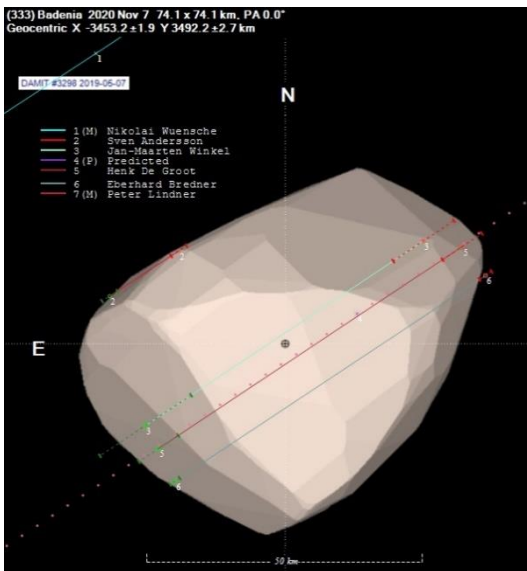 (333) Badenia 2020 Nov 7 74.1 x 74.1 km, PA 0.0°
Geocentric X -3453.2 ±1.9 Y 3492.2 ±2.7 km
1
DAMIT #3298 2019-05-07
N
1 (M) Nikolai Wuensche
2 Sven Andersson
3 Jan-Maarten Winkel
4 (P) Predicted
5 Henk De Groot
6 Eberhard Bredner
7 (M) Peter Lindner
2
3
5
2
6
4
E
3
5
6
50 km